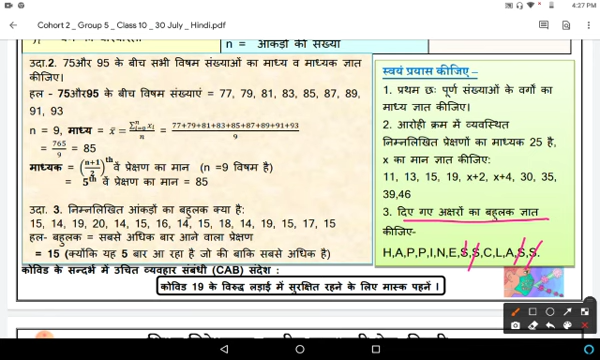 4:27 PM
Cohort 2 _ Group 5 _ Class 10 _ 30 July _ Hindi.pdf
n = आंकड़ों की संख्या
उदा.2. 75और 95 के बीच सभी विषम संख्याओं का माध्य व माधयक ज्ञात
कीजिए।
हल - 75और95 के बीच विषम संख्याएं = 77, 79, 81, 83, 85, 87, 89,
91, 93
n = 9, माध्य = x̄ = Σxᵢ/n = 77+79+81+83+85+87+89+91+93/9
= 765/9 = 85
माध्यक = ((n+1)/2)th वें प्रेक्षण का मान (n =9 विषम है)
= 5th वें प्रेक्षण का मान = 85
उदा. 3. निम्नलिखित आंकड़ों का बहुलक क्या है:
15, 14, 19, 20, 14, 15, 16, 14, 15, 18, 14, 19, 15, 17, 15
हल- बहुलक = सबसे अधिक बार आने वाला प्रेक्षण
= 15 (क्योंकि यह 5 बार आ रहा है जो की बाकि सबसे अधिक है)
स्वयं प्रयास कीजिए –
1. प्रथम छः पूर्ण संख्याओं के वर्गों का
माध्य ज्ञात कीजिए।
2. आरोही क्रम में व्यवस्थित
निम्नलिखित प्रेक्षणों का माध्यक 25 है,
x का मान ज्ञात कीजिए:
11, 13, 15, 19, x+2, x+4, 30, 35,
39,46
3. दिए गए अक्षरों का बहुलक ज्ञात
कीजिए-
H,A,P,P,I,N,E,S,S,C,L,A,S,S.
कोविड के सन्दर्भ में उचित व्यवहार संबंधी (CAB) संदेश :
कोविड 19 के विरुद्ध लड़ाई में सुरक्षित रहने के लिए मास्क पहनें ।